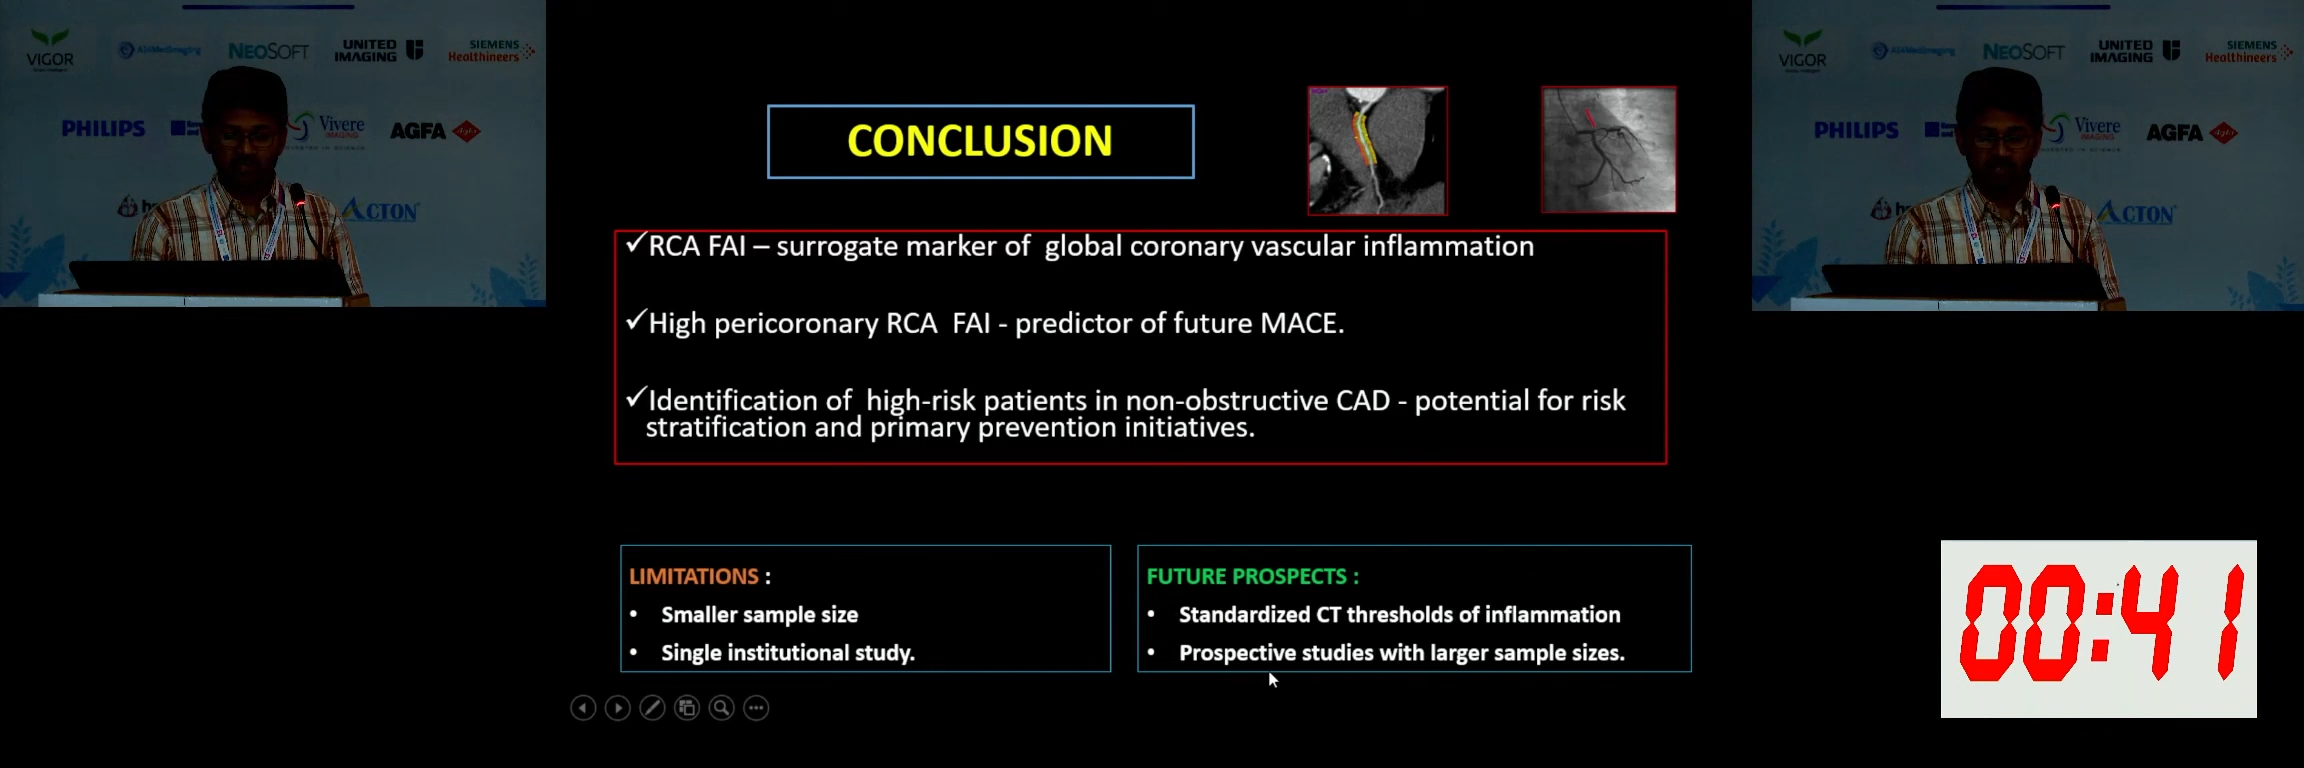 VIGOR
NEOSOFT
UNITED
IMAGING
SIEMENS
Healthineers
PHILIPS
Vivere
IMAGING
AGFA
ACTON
CONCLUSION
✓RCA FAI – surrogate marker of global coronary vascular inflammation
✓High pericoronary RCA FAI - predictor of future MACE.
✓Identification of high-risk patients in non-obstructive CAD - potential for risk
stratification and primary prevention initiatives.
LIMITATIONS :
• Smaller sample size
• Single institutional study.
FUTURE PROSPECTS :
• Standardized CT thresholds of inflammation
• Prospective studies with larger sample sizes.
VIGOR
NEOSOFT
UNITED
IMAGING
SIEMENS
Healthineers
PHILIPS
Vivere
IMAGING
AGFA
ACTON
00:41